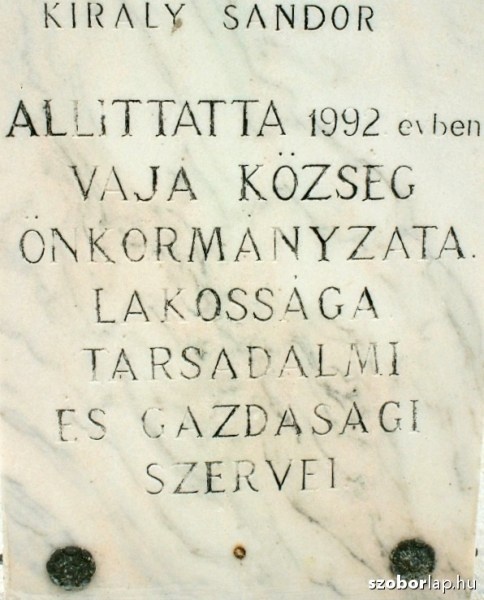 KIRALY SANDOR
ALLITTATTA 1992 evben
VAJA KÖZSEG
ÖNKORMANYZATA.
LAKOSSAGA
TARSADALMI
ES GAZDASAGI
SZERVEI
szoborlap.hu